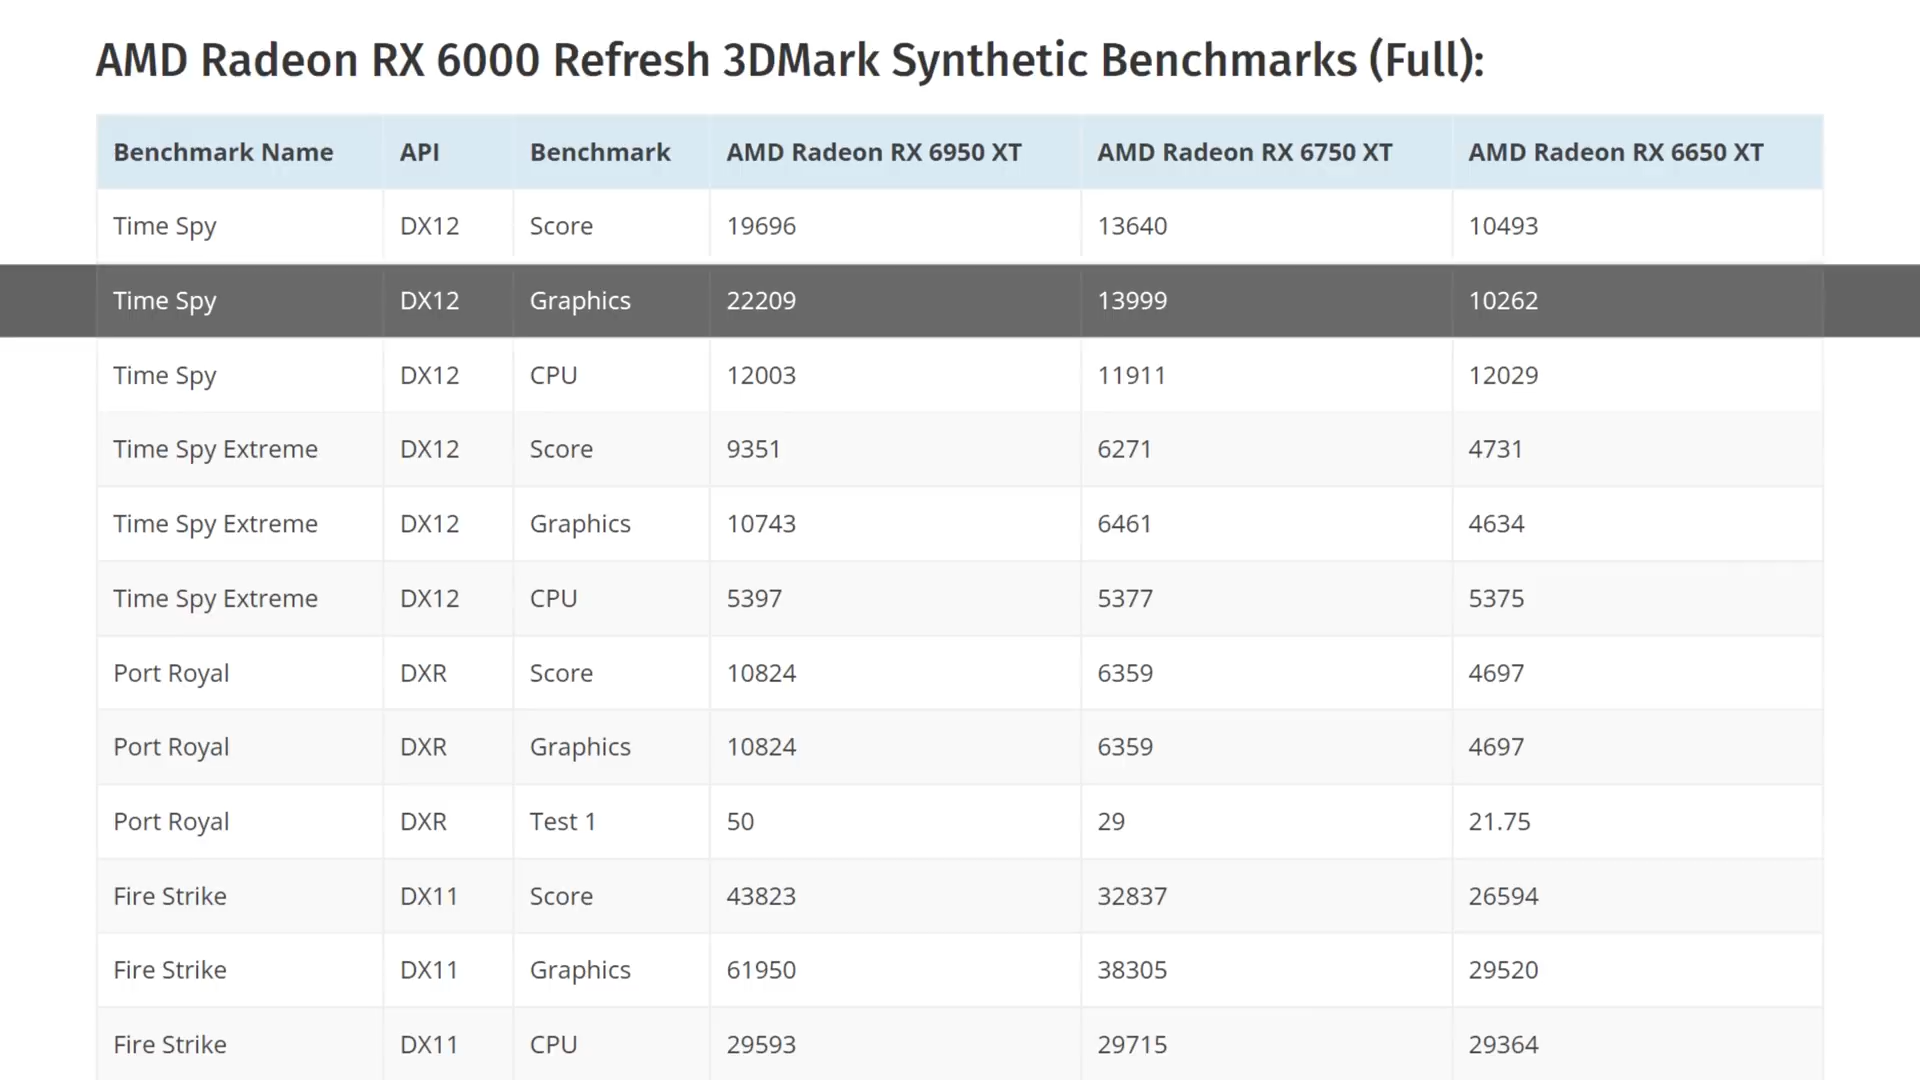 AMD Radeon RX 6000 Refresh 3DMark Synthetic Benchmarks (Full):
Benchmark Name API Benchmark AMD Radeon RX 6950 XT AMD Radeon RX 6750 XT AMD Radeon RX 6650 XT
Time Spy DX12 Score 19696 13640 10493
Time Spy DX12 Graphics 22209 13999 10262
Time Spy DX12 CPU 12003 11911 12029
Time Spy Extreme DX12 Score 9351 6271 4731
Time Spy Extreme DX12 Graphics 10743 6461 4634
Time Spy Extreme DX12 CPU 5397 5377 5375
Port Royal DXR Score 10824 6359 4697
Port Royal DXR Graphics 10824 6359 4697
Port Royal DXR Test 1 50 29 21.75
Fire Strike DX11 Score 43823 32837 26594
Fire Strike DX11 Graphics 61950 38305 29520
Fire Strike DX11 CPU 29593 29715 29364